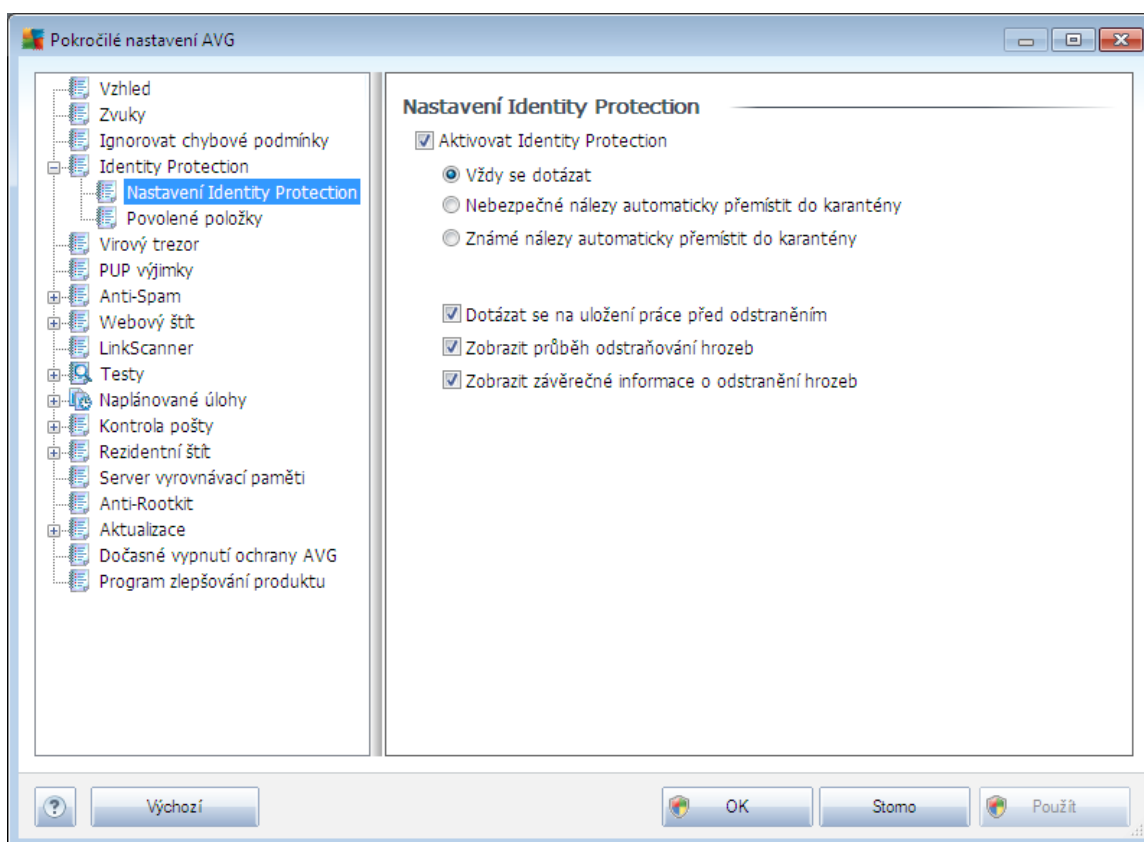 Pokročilé nastavení AVG
Vzhled
Zvuky
Ignorovat chybové podmínky
Identity Protection
Nastavení Identity Protection
Povolené položky
Virový trezor
PUP výjimky
Anti-Spam
Webový štít
LinkScanner
Testy
Naplánované úlohy
Kontrola pošty
Rezidentní štít
Server vyrovnávací paměti
Anti-Rootkit
Aktualizace
Dočasné vypnutí ochrany AVG
Program zlepšování produktu
Nastavení Identity Protection
Aktivovat Identity Protection
Vždy se dotázat
Nebezpečné nálezy automaticky přemístit do karantény
Známé nálezy automaticky přemístit do karantény
Dotázat se na uložení práce před odstraněním
Zobrazit průběh odstraňování hrozeb
Zobrazit závěrečné informace o odstranění hrozeb
?
Výchozí
OK
Storno
Použít